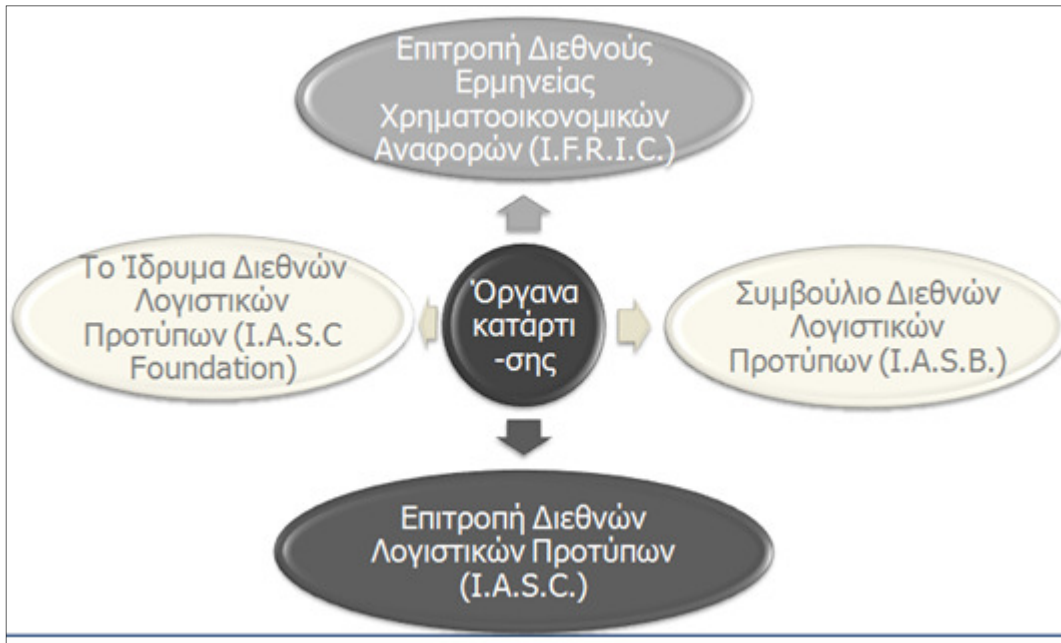 Επιτροπή Διεθνούς
Ερμηνείας
Χρηματοοικονομικών
Αναφορών (I.F.R.I.C.)
Το Ίδρυμα Διεθνών
Λογιστικών
Προτύπων (I.A.S.C
Foundation)
Όργανα
κατάρτι
-σης
Συμβούλιο Διεθνών
Λογιστικών
Προτύπων (I.A.S.B.)
Επιτροπή Διεθνών
Λογιστικών Προτύπων
(I.A.S.C.)